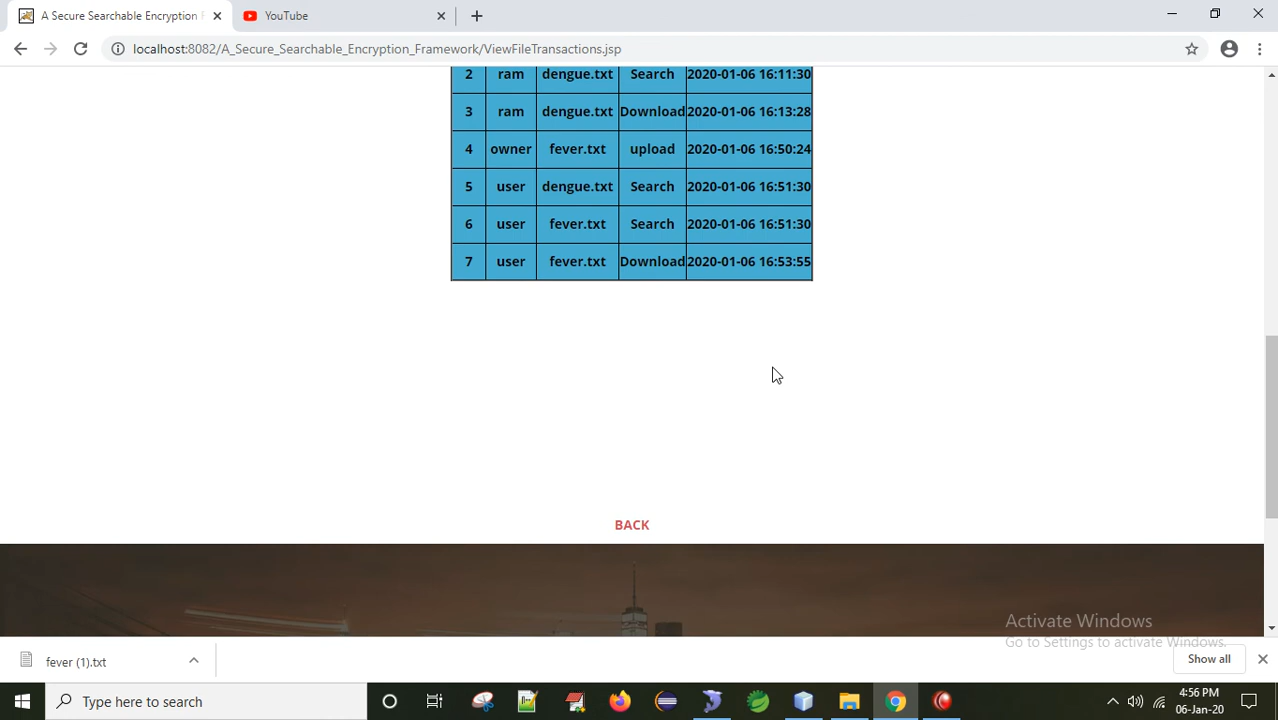 A Secure Searchable Encryption F
YouTube
localhost:8082/A_Secure_Searchable_Encryption_Framework/ViewFileTransactions.jsp
2 ram dengue.txt Search 2020-01-06 16:11:30
3 ram dengue.txt Download 2020-01-06 16:13:28
4 owner fever.txt upload 2020-01-06 16:50:24
5 user dengue.txt Search 2020-01-06 16:51:30
6 user fever.txt Search 2020-01-06 16:51:30
7 user fever.txt Download 2020-01-06 16:53:55
BACK
Activate Windows
Go to Settings to activate Windows.
fever (1).txt
Show all
Type here to search
4:56 PM
06-Jan-20